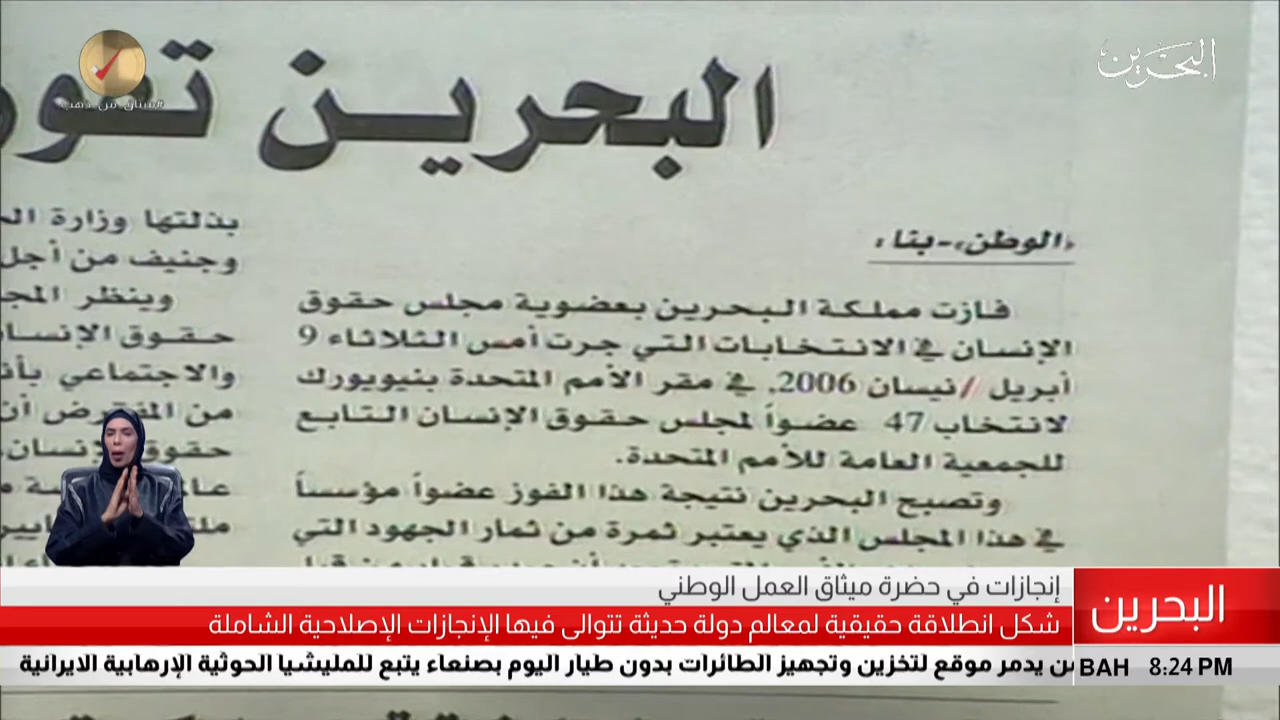 البحرين
#ميثاق_من_ذهب
البحرين تفوز
«الوطن»-بنا:
فازت مملكة البحرين بعضوية مجلس حقوق
الإنسان في الانتخابات التي جرت أمس الثلاثاء 9
أبريل /نيسان 2006، في مقر الأمم المتحدة بنيويورك
لانتخاب 47 عضواً لمجلس حقوق الإنسان التابع
للجمعية العامة للأمم المتحدة.
وتصبح البحرين نتيجة هذا الفوز عضواً مؤسساً
في هذا المجلس الذي يعتبر ثمرة من ثمار الجهود التي
بذلتها وزارة
وجنيف من أجل
وينظر
حقوق
والاجتماعي
من المفترض أن
حقوق الإنسان
البحرين
إنجازات في حضرة ميثاق العمل الوطني
شكل انطلاقة حقيقية لمعالم دولة حديثة تتوالى فيها الإنجازات الإصلاحية الشاملة
BAH 8:24 PM
يدمر موقع لتخزين وتجهيز الطائرات بدون طيار اليوم بصنعاء يتبع للمليشيا الحوثية الإرهابية الايرانية